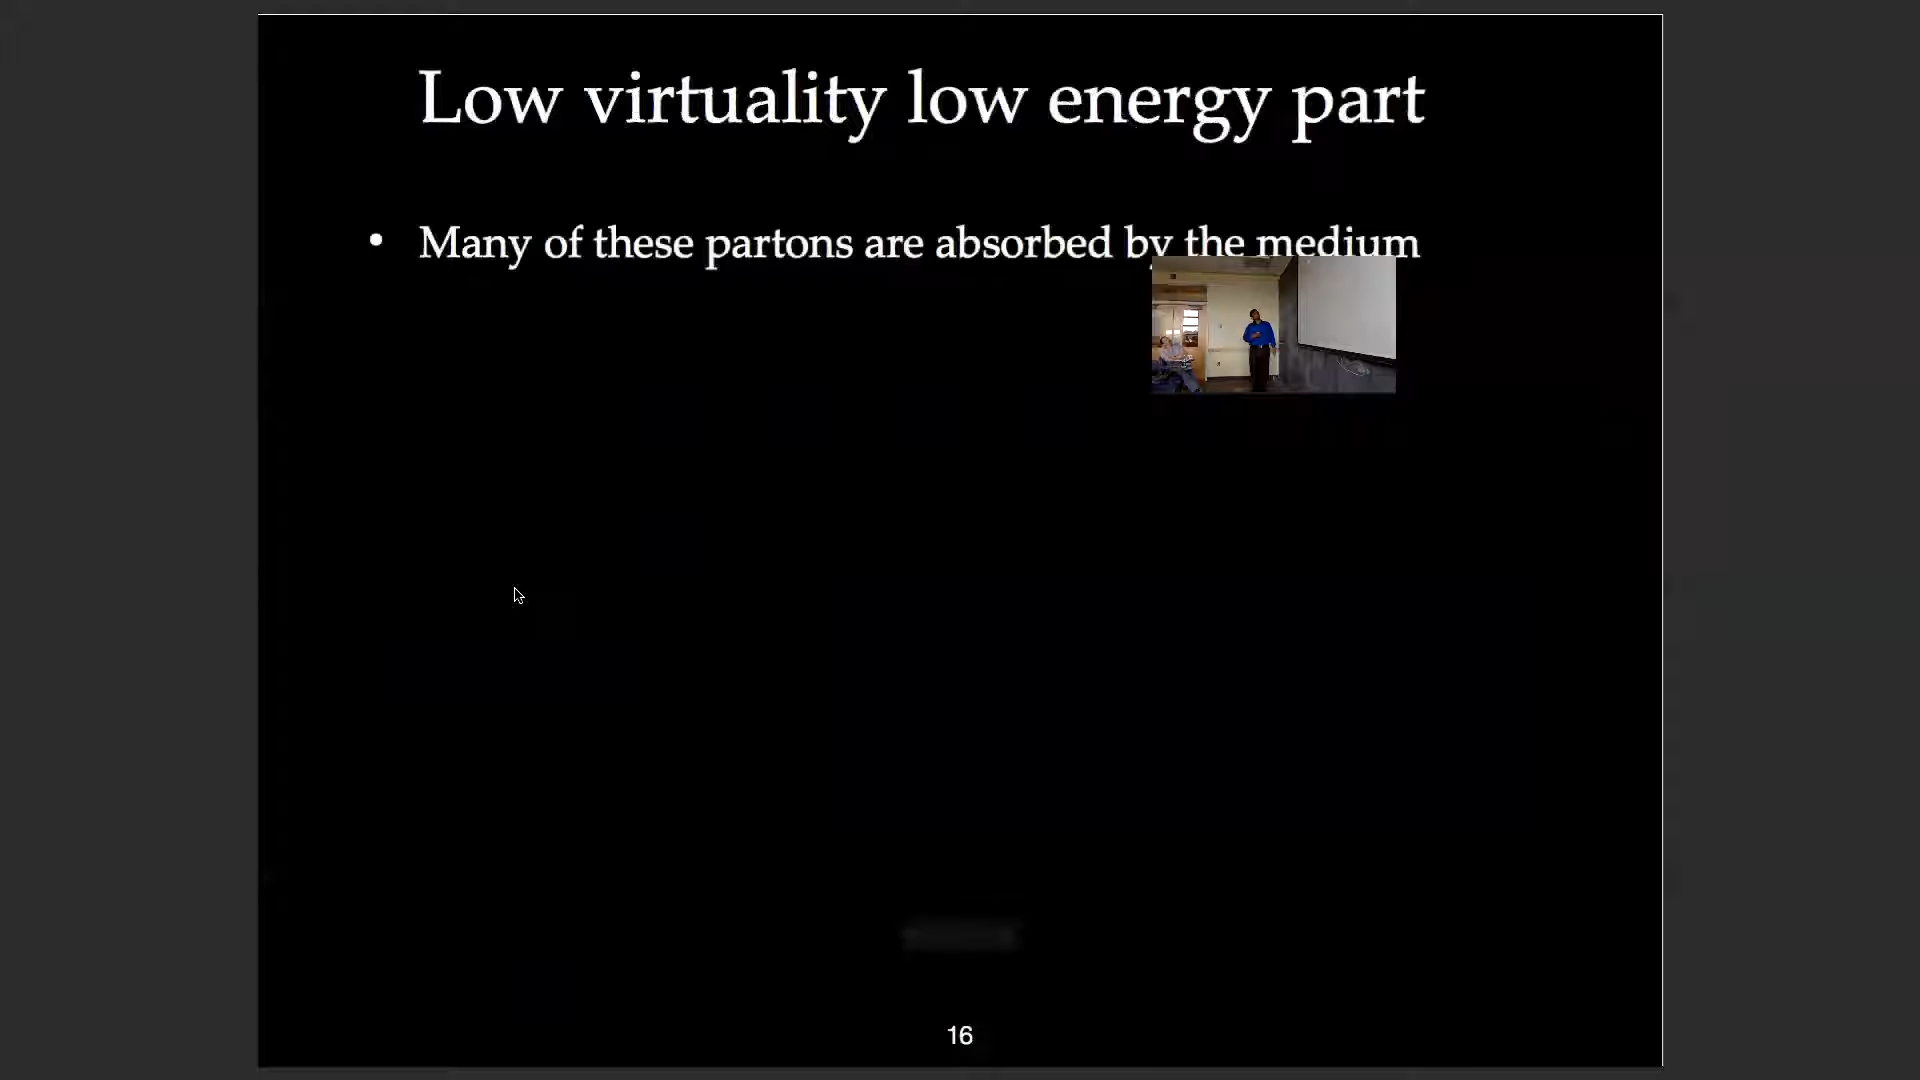 Low virtuality low energy part
• Many of these partons are absorbed by the medium
16